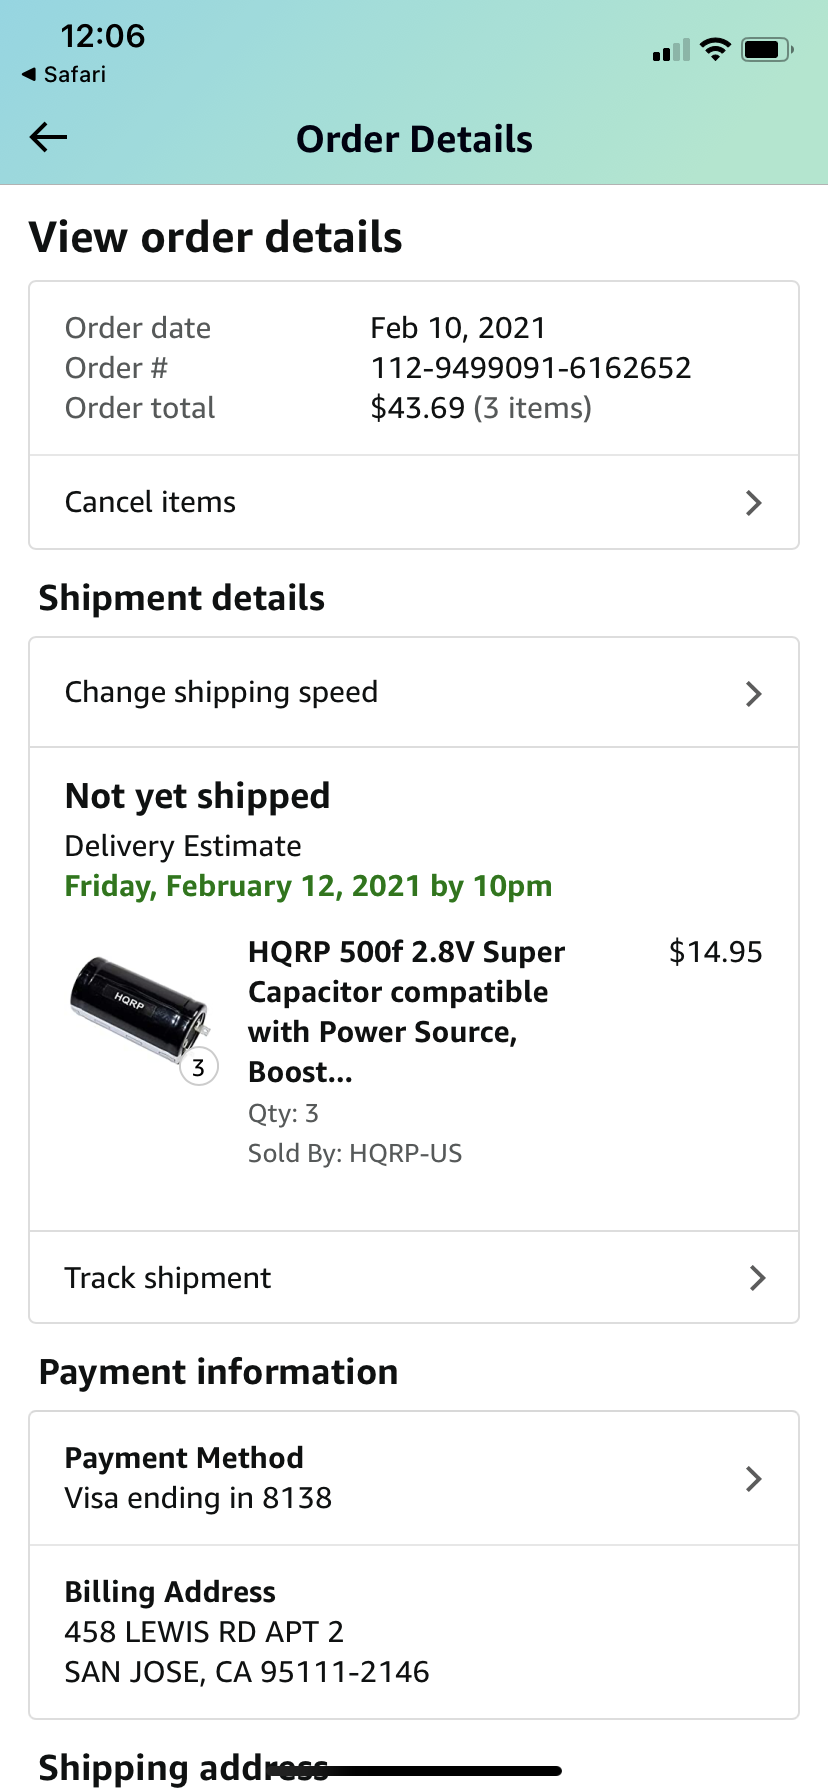 12:06
◀ Safari
Order Details
View order details
Order date Feb 10, 2021
Order # 112-9499091-6162652
Order total $43.69 (3 items)
Cancel items
Shipment details
Change shipping speed
Not yet shipped
Delivery Estimate
Friday, February 12, 2021 by 10pm
HQRP 500f 2.8V Super $14.95
Capacitor compatible
with Power Source,
Boost...
HQRP
3
Qty: 3
Sold By: HQRP-US
Track shipment
Payment information
Payment Method
Visa ending in 8138
Billing Address
458 LEWIS RD APT 2
SAN JOSE, CA 95111-2146
Shipping address